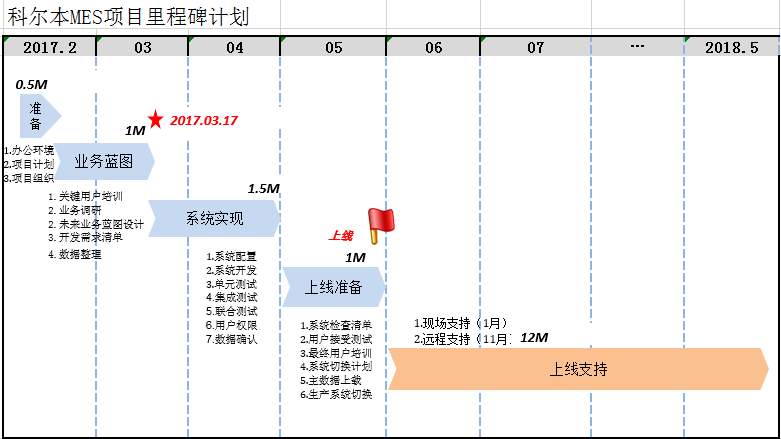 科尔本MES项目里程碑计划
2017.2 03 04 05 06 07 … 2018.5
0.5M
准
备
1.办公环境
2.项目计划
3.项目组织
1M
2017.03.17
业务蓝图
1. 关键用户培训
2. 业务调研
2. 未来业务蓝图设计
3. 开发需求清单
4. 数据整理
1.5M
系统实现
1.系统配置
2.系统开发
3.单元测试
4.集成测试
5.联合测试
6.用户权限
7.数据确认
上线
1M
上线准备
1.系统检查清单
2.用户接受测试
3.最终用户培训
4.系统切换计划
5.主数据上载
6.生产系统切换
1.现场支持（1月）
2.远程支持（11月）
12M
上线支持